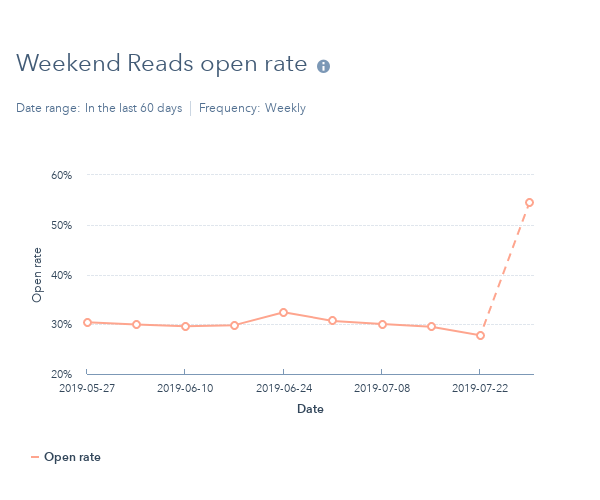 Weekend Reads open rate
Date range: In the last 60 days Frequency: Weekly
60%
50%
40%
30%
20%
Open rate
2019-05-27 2019-06-10 2019-06-24 2019-07-08 2019-07-22
Date
Open rate